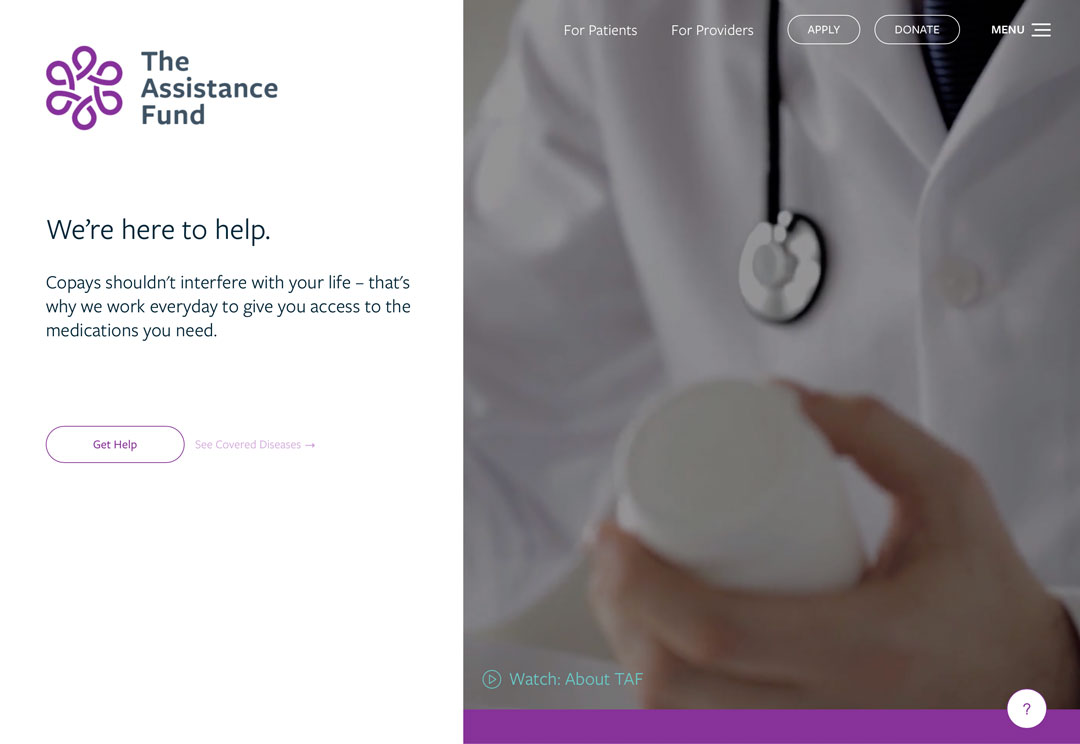 For Patients For Providers APPLY DONATE MENU
The
Assistance
Fund
We’re here to help.
Copays shouldn’t interfere with your life – that’s
why we work everyday to give you access to the
medications you need.
Get Help See Covered Diseases →
Watch: About TAF
?